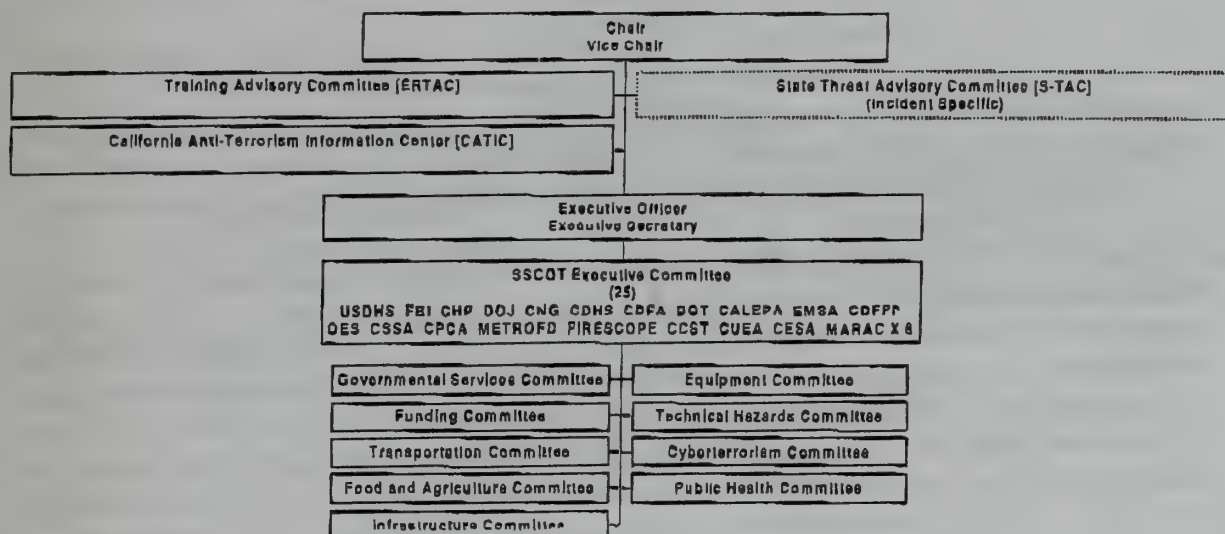 Chair
Vice Chair
Training Advisory Committee [ERTAC]
State Threat Advisory Committee [S-TAC]
(Incident Specific)
California Anti-Terrorism Information Center [CATIC]
Executive Officer
Executive Secretary
SSCOT Executive Committee
(25)
USDHS FBI CHP DOJ CNG CDHS CDFA DOT CALEPA EMSA CDFPP
OES CSSA CPCA METROFD FIRESCOPE CCST CUEA CESA MARAC X 6
Governmental Services Committee
Equipment Committee
Funding Committee
Technical Hazards Committee
Transportation Committee
Cyberterrorism Committee
Food and Agriculture Committee
Public Health Committee
Infrastructure Committee